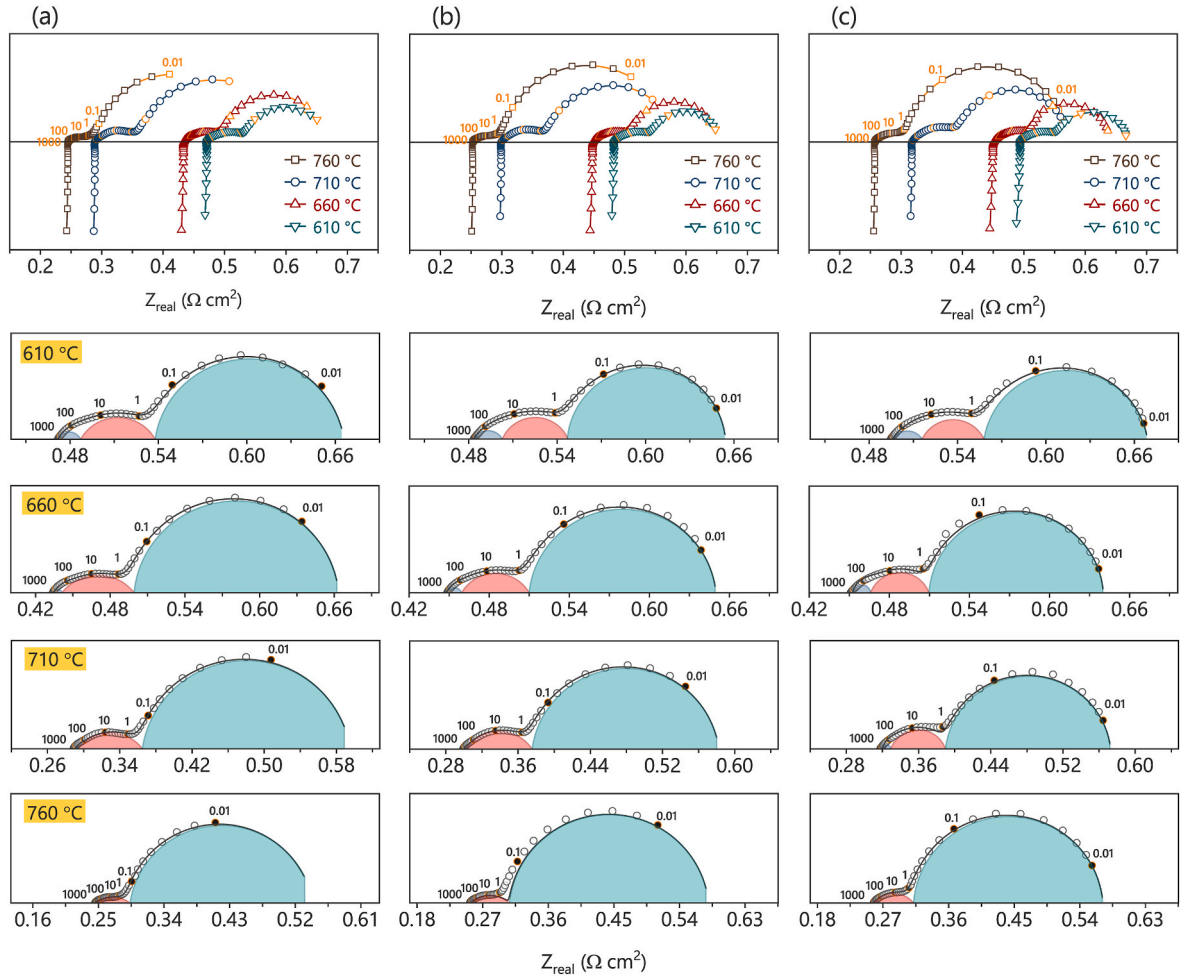 (a) (b) (c)
0.01
0.1
1
10
100
1000
760 °C
710 °C
660 °C
610 °C
0.2 0.3 0.4 0.5 0.6 0.7
Zreal (Ω cm2)
0.01
0.1
1
10
100
1000
760 °C
710 °C
660 °C
610 °C
0.2 0.3 0.4 0.5 0.6 0.7
Zreal (Ω cm2)
0.01
0.1
1
10
100
1000
760 °C
710 °C
660 °C
610 °C
0.2 0.3 0.4 0.5 0.6 0.7
Zreal (Ω cm2)
610 °C
1000 100 10 1 0.1 0.01
0.48 0.54 0.60 0.66
1000 100 10 1 0.1 0.01
0.48 0.54 0.60 0.66
1000 100 10 1 0.1 0.01
0.48 0.54 0.60 0.66
660 °C
1000 100 10 1 0.1 0.01
0.42 0.48 0.54 0.60 0.66
1000 100 10 1 0.1 0.01
0.42 0.48 0.54 0.60 0.66
1000 100 10 1 0.1 0.01
0.42 0.48 0.54 0.60 0.66
710 °C
1000 100 10 1 0.1 0.01
0.26 0.34 0.42 0.50 0.58
1000 100 10 1 0.1 0.01
0.28 0.36 0.44 0.52 0.60
1000 100 10 1 0.1 0.01
0.28 0.36 0.44 0.52 0.60
760 °C
1000 100 10 1 0.1 0.01
0.16 0.25 0.34 0.43 0.52 0.61
1000 100 10 1 0.1 0.01
0.18 0.27 0.36 0.45 0.54 0.63
1000 100 10 1 0.1 0.01
0.18 0.27 0.36 0.45 0.54 0.63
Zreal (Ω cm2)